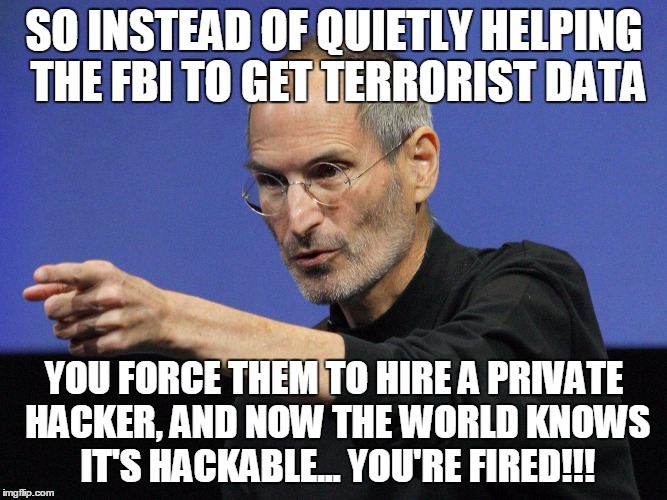 SO INSTEAD OF QUIETLY HELPING
THE FBI TO GET TERRORIST DATA
YOU FORCE THEM TO HIRE A PRIVATE
HACKER, AND NOW THE WORLD KNOWS
IT'S HACKABLE... YOU'RE FIRED!!!
imgflip.com